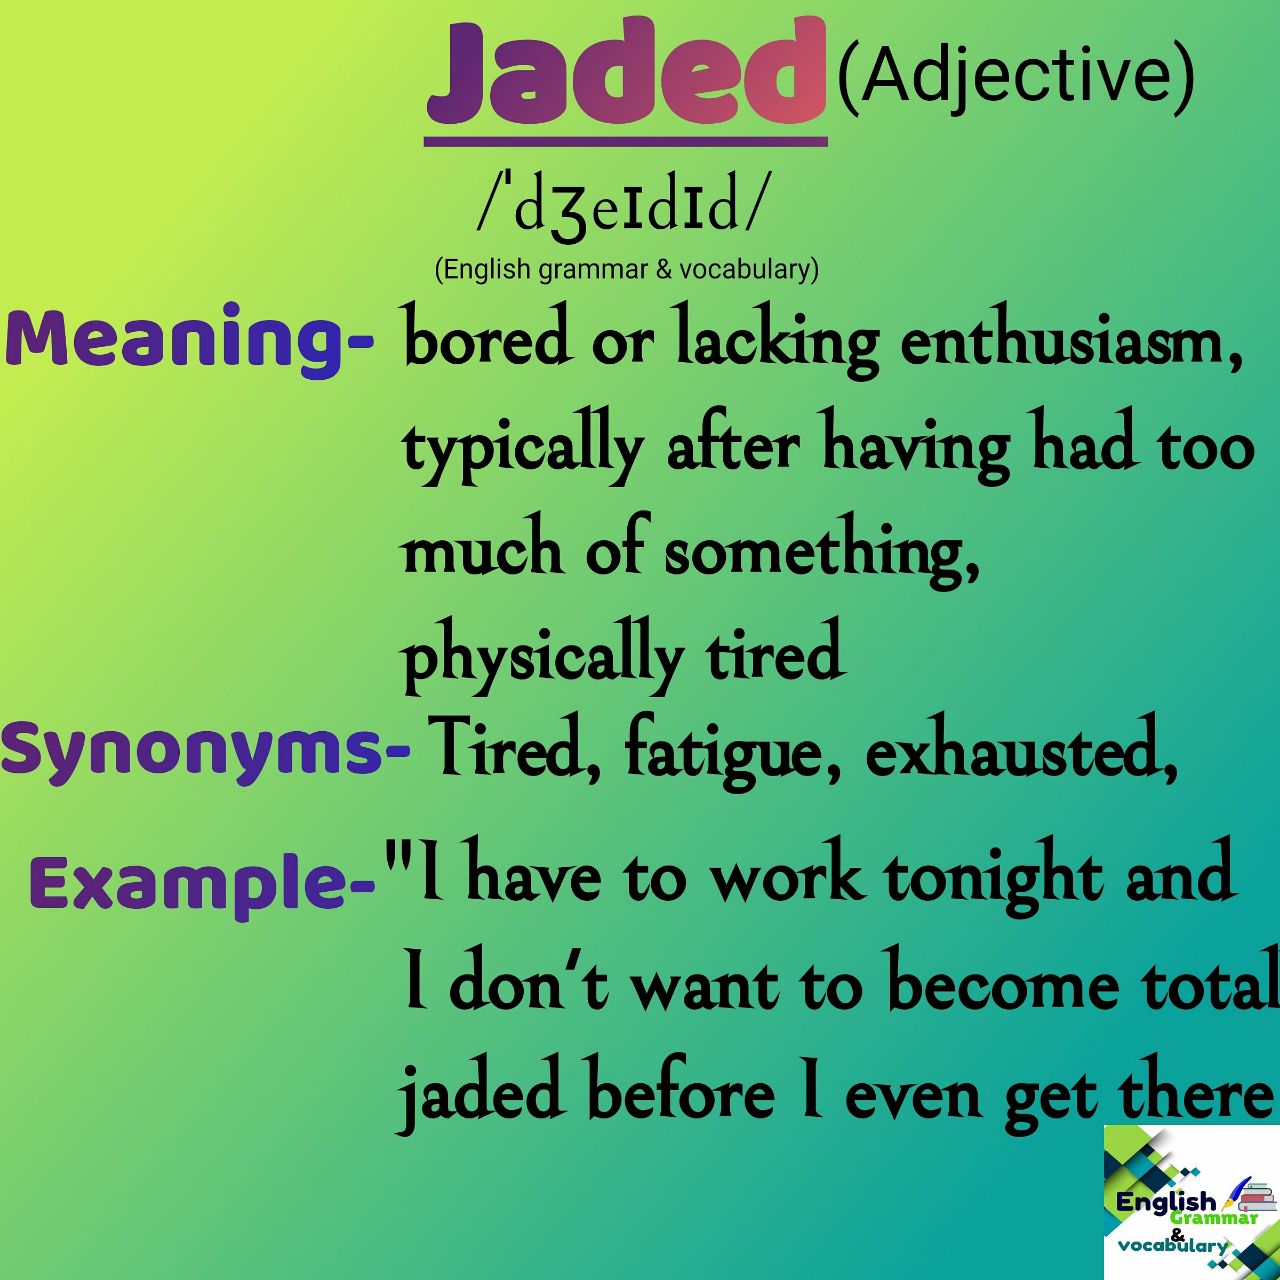 Jaded (Adjective)
/ˈdʒeɪdɪd/
(English grammar & vocabulary)
Meaning- bored or lacking enthusiasm,
typically after having had too
much of something,
physically tired
Synonyms- Tired, fatigue, exhausted,
Example- "I have to work tonight and
I don't want to become total
jaded before I even get there
English
Grammar
&
vocabulary